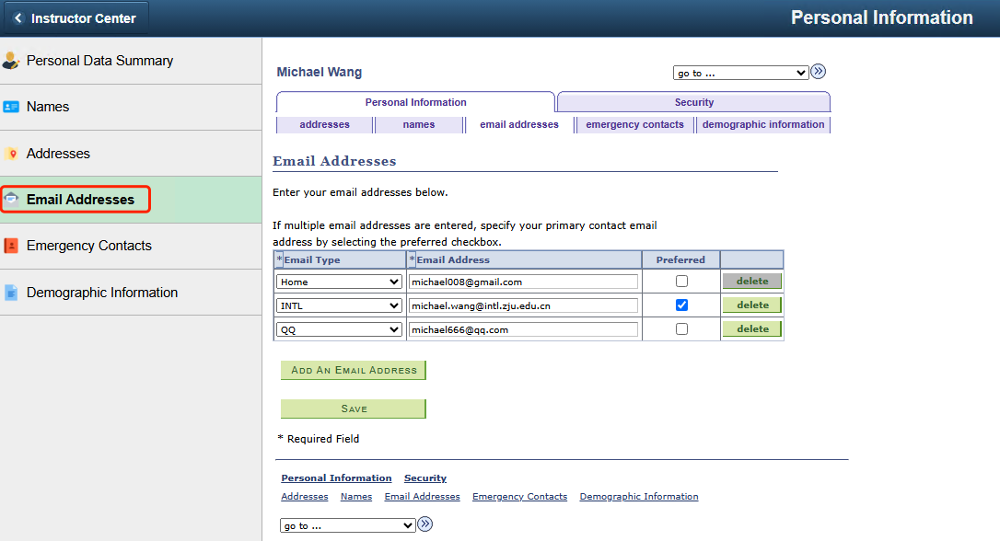 Instructor Center
Personal Information
Personal Data Summary
Names
Addresses
Email Addresses
Emergency Contacts
Demographic Information
Michael Wang
go to ...
Personal Information Security
addresses names email addresses emergency contacts demographic information
Email Addresses
Enter your email addresses below.
If multiple email addresses are entered, specify your primary contact email
address by selecting the preferred checkbox.
*Email Type *Email Address Preferred
Home michael008@gmail.com delete
INTL michael.wang@intl.zju.edu.cn delete
QQ michael666@qq.com delete
Add An Email Address
Save
* Required Field
Personal Information Security
Addresses Names Email Addresses Emergency Contacts Demographic Information
go to ...